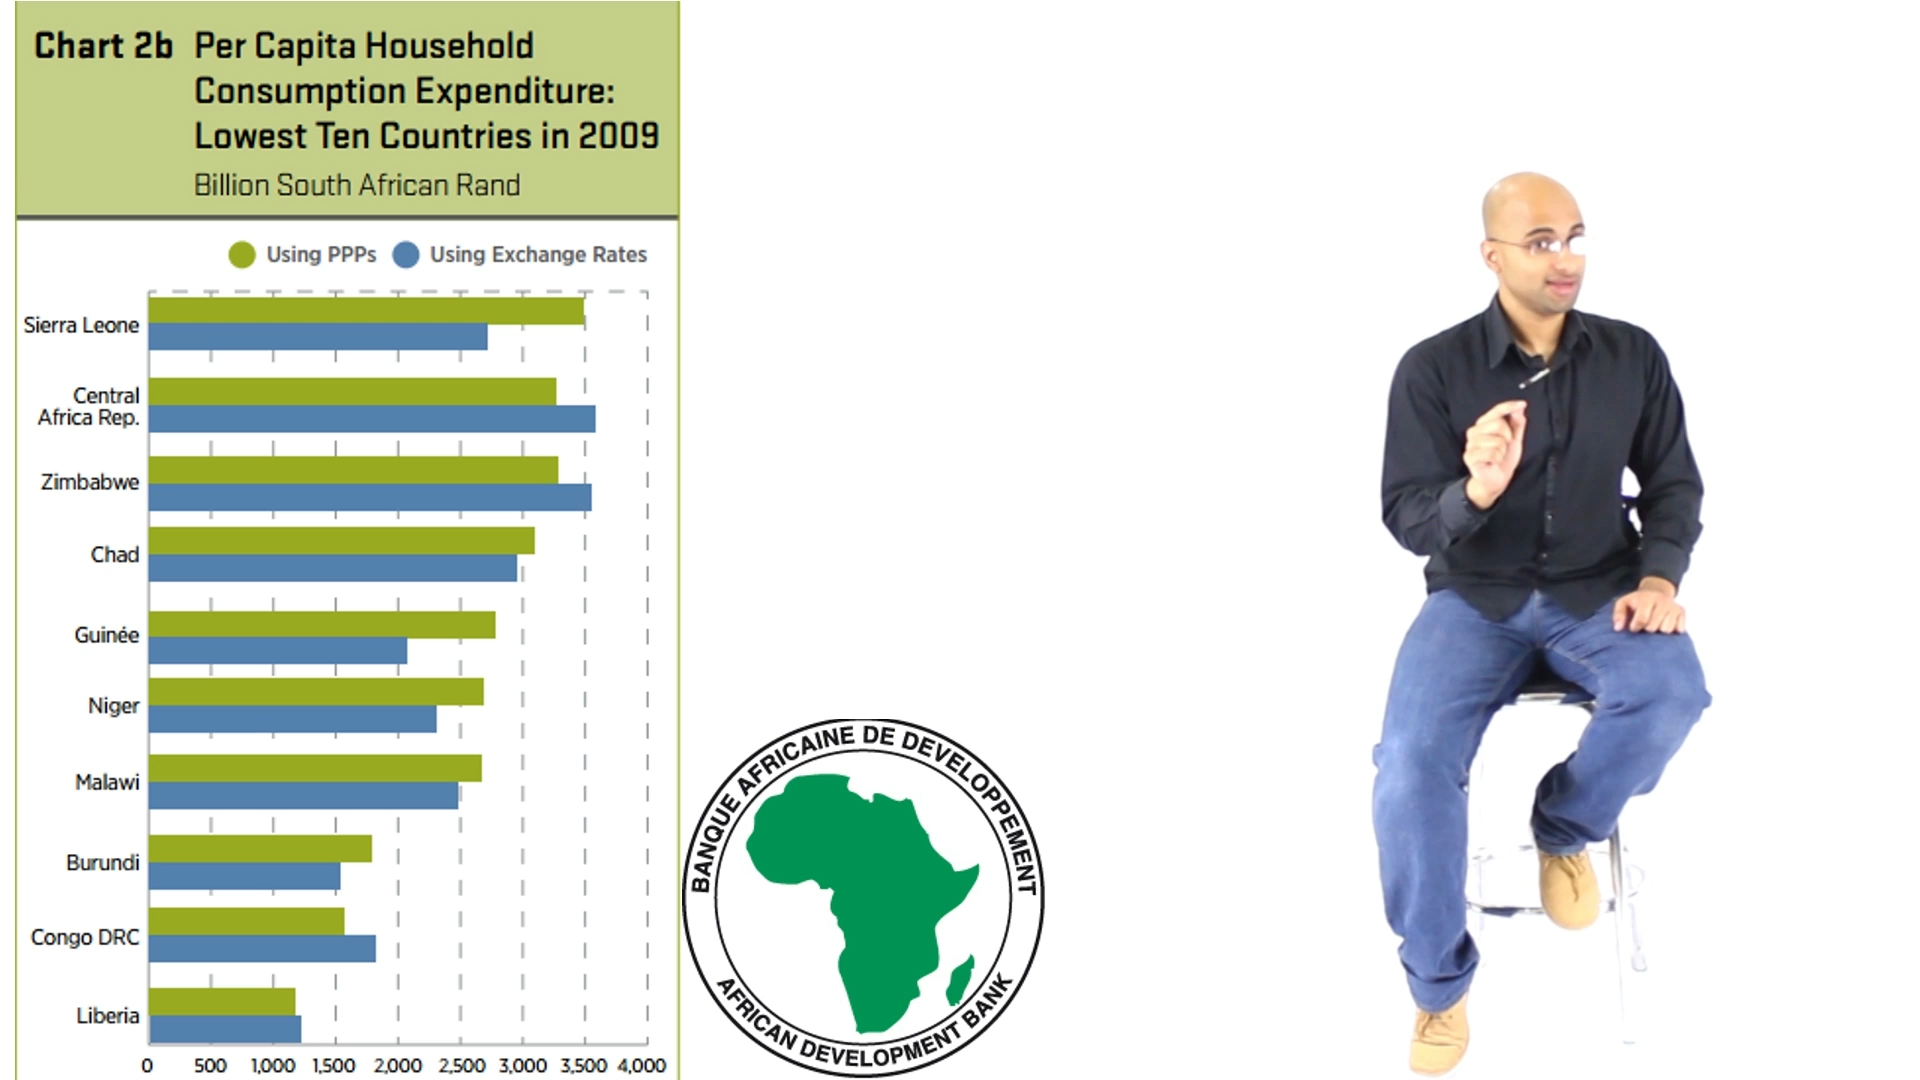 Chart 2b Per Capita Household
Consumption Expenditure:
Lowest Ten Countries in 2009
Billion South African Rand
Using PPPs Using Exchange Rates
Sierra Leone
Central
Africa Rep.
Zimbabwe
Chad
Guinée
Niger
Malawi
Burundi
Congo DRC
Liberia
0 500 1,000 1,500 2,000 2,500 3,000 3,500 4,000
BANQUE AFRICAINE DE DEVELOPPEMENT
AFRICAN DEVELOPMENT BANK